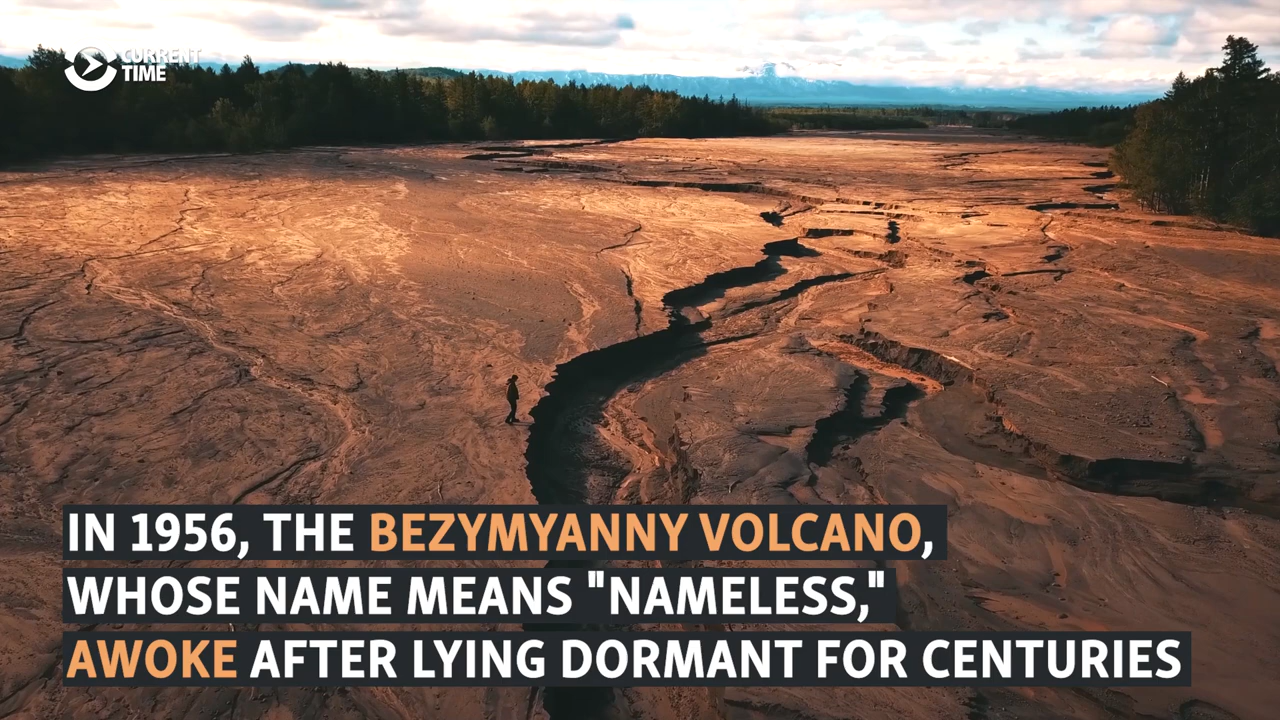 CURRENT
TIME
IN 1956, THE BEZYMYANNY VOLCANO,
WHOSE NAME MEANS "NAMELESS,"
AWOKE AFTER LYING DORMANT FOR CENTURIES